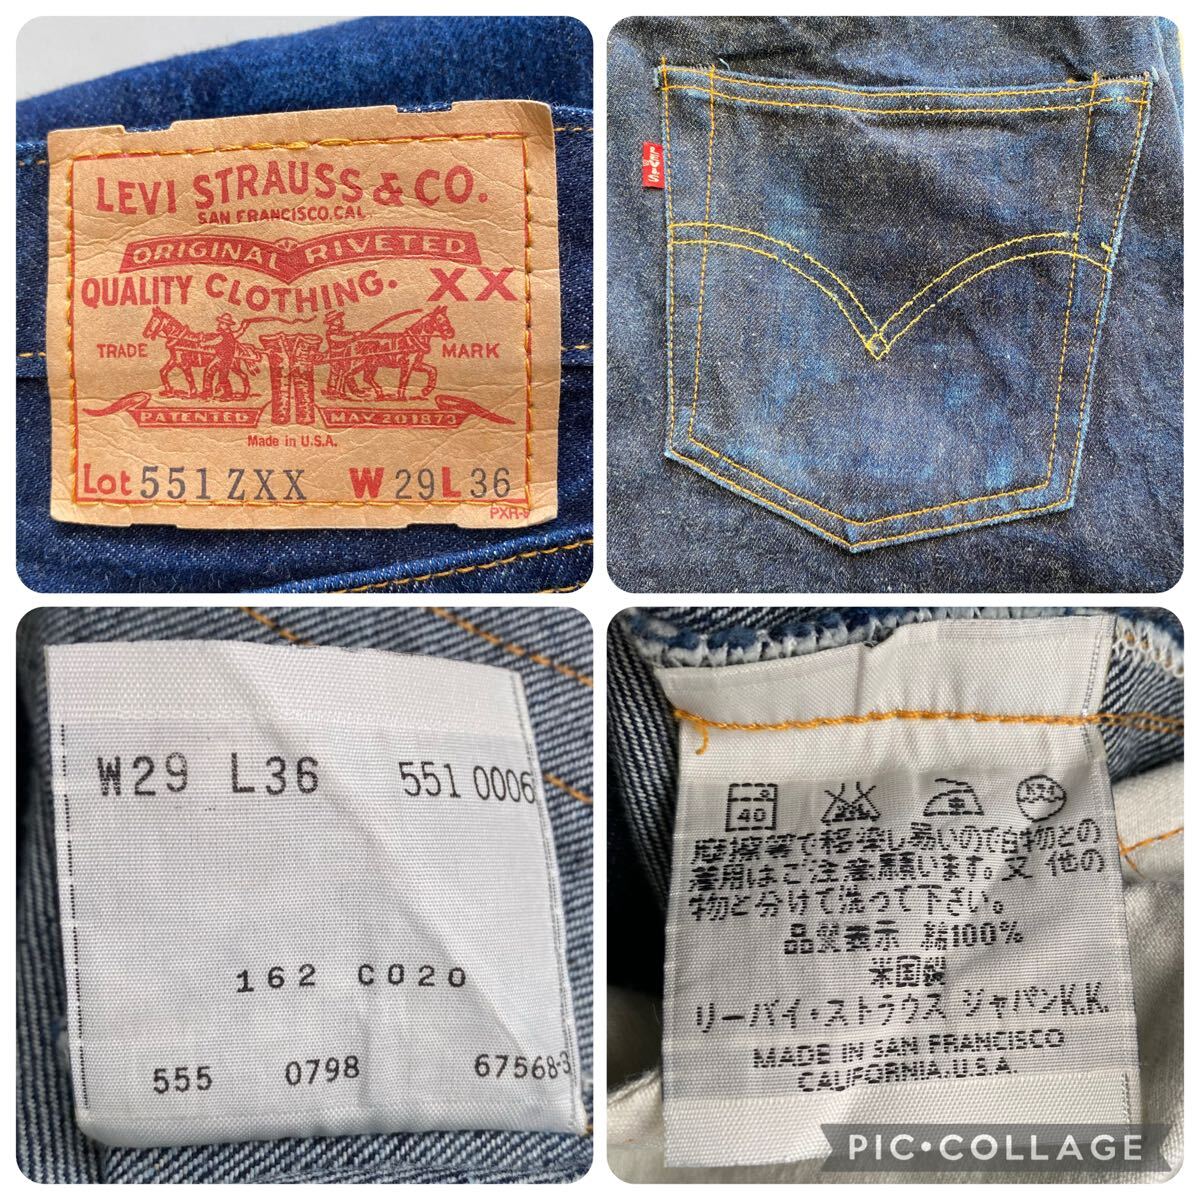 LEVI STRAUSS & CO.
SAN FRANCISCO, CAL.
ORIGINAL RIVETED
QUALITY CLOTHING. XX
TRADE MARK
PATENTED MAY 20 1873
Made in U.S.A.
Lot 551ZXX W 29 L 36
LEVI'S
W29 L36 551 0006
162 C020
555 0798 67568-3
40
摩擦等で移染し易いので白物との
着用はご注意願います。又 他の
物と分けて洗って下さい。
品質表示 綿100%
米国製
リーバイ・ストラウス ジャパンK.K.
MADE IN SAN FRANCISCO
CALIFORNIA, U.S.A.
PIC•COLLAGE